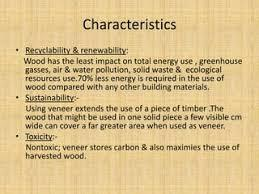 Characteristics
• Recyclability & renewability:
Wood has the least impact on total energy use , greenhouse
gasses, air & water pollution, solid waste & ecological
resources use.70% less energy is required in the use of
wood compared with any other building materials.
• Sustainability:-
Using veneer extends the use of a piece of timber .The
wood that might be used in one solid piece a few visible cm
wide can cover a far greater area when used as veneer.
• Toxicity:-
Nontoxic; veneer stores carbon & also maximies the use of
harvested wood.